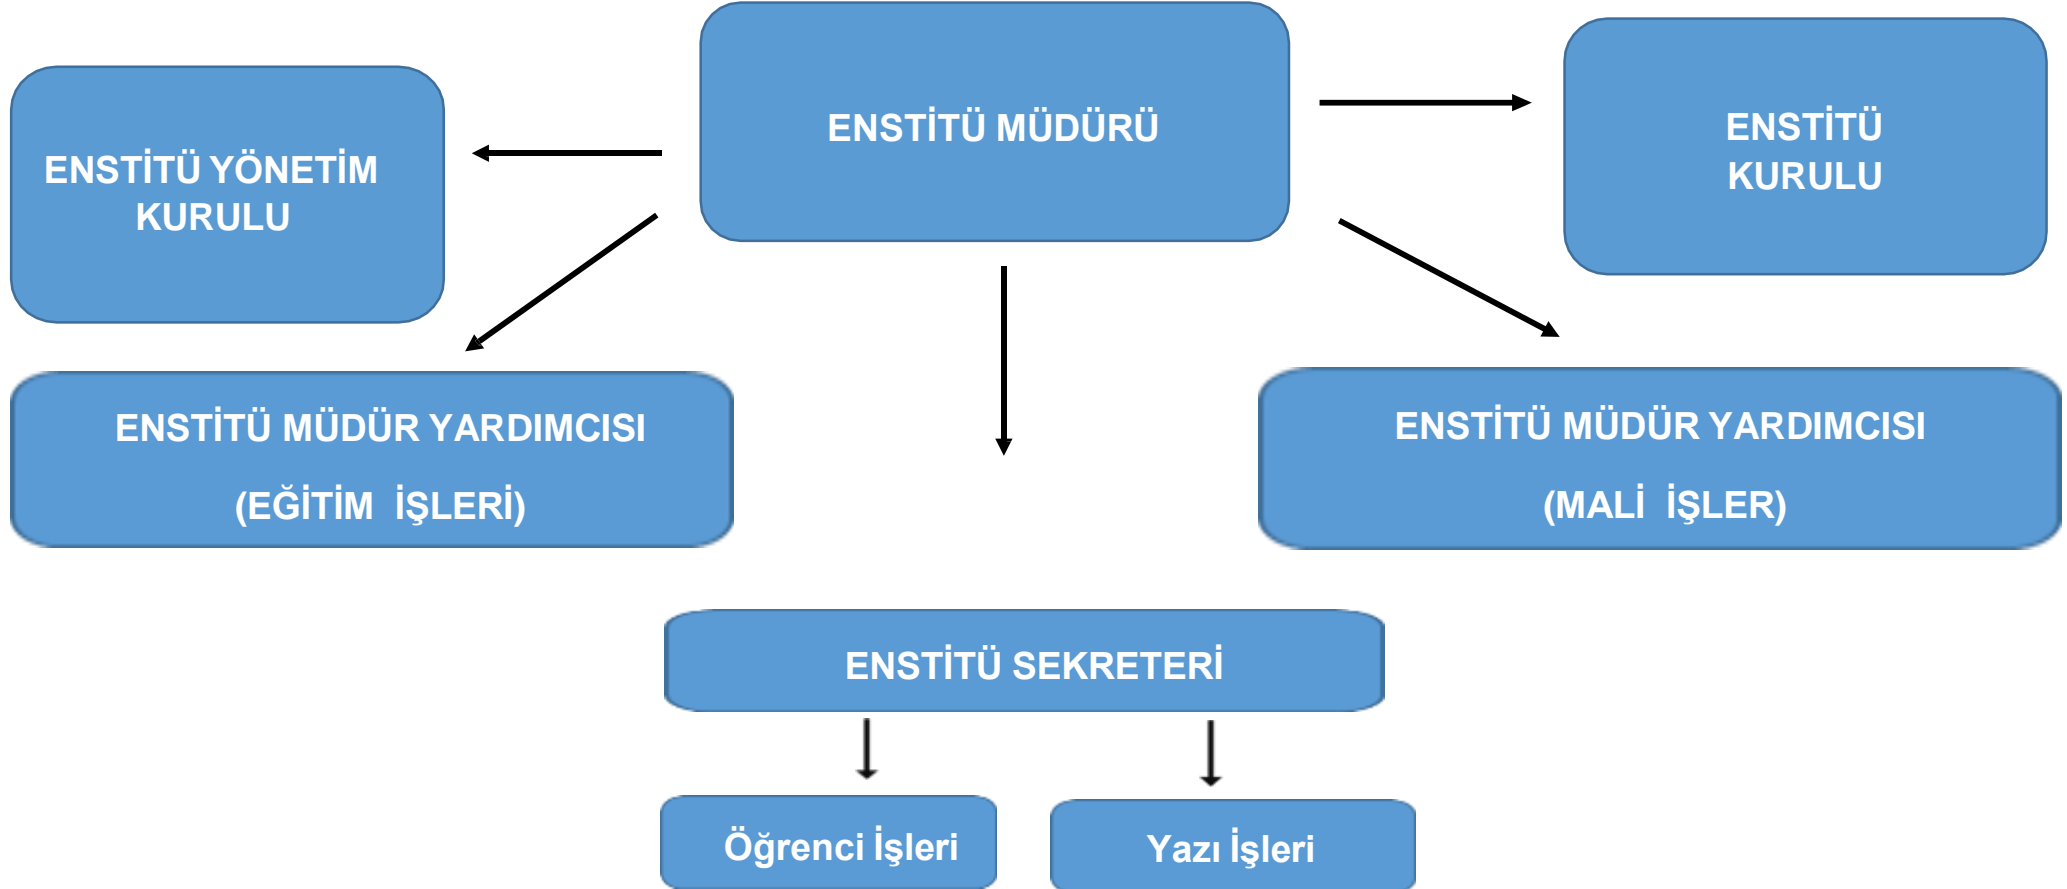 ENSTİTÜ MÜDÜRÜ
ENSTİTÜ YÖNETİM
KURULU
ENSTİTÜ
KURULU
ENSTİTÜ MÜDÜR YARDIMCISI
(EĞİTİM İŞLERİ)
ENSTİTÜ MÜDÜR YARDIMCISI
(MALİ İŞLER)
ENSTİTÜ SEKRETERİ
Öğrenci İşleri
Yazı İşleri